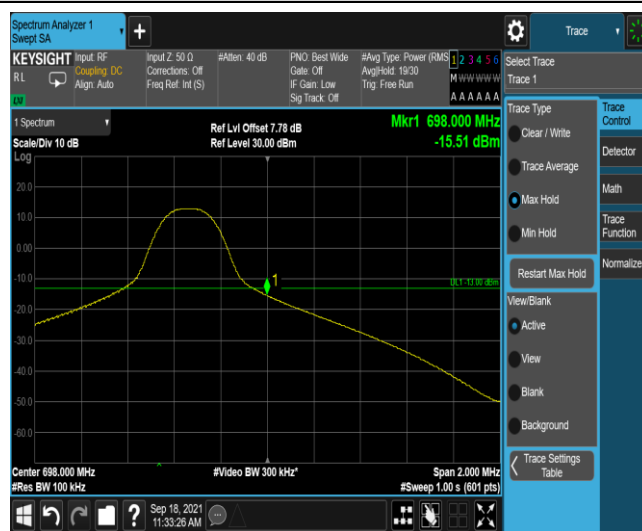 Spectrum Analyzer 1
Swept SA
+
Trace
KEYSIGHT
RL
LXI
Input: RF
Coupling: DC
Align: Auto
Input Z: 50 Ω
Corrections: Off
Freq Ref: Int (S)
#Atten: 40 dB
PNO: Best Wide
Gate: Off
IF Gain: Low
Sig Track: Off
#Avg Type: Power (RMS
Avg|Hold: 19/30
Trig: Free Run
1 2 3 4 5 6
M W W W W W
A A A A A A
Select Trace
Trace 1
1 Spectrum
Scale/Div 10 dB
Log
Ref Lvl Offset 7.78 dB
Ref Level 30.00 dBm
Mkr1 698.000 MHz
-15.51 dBm
20.0
10.0
0.00
-10.0
-20.0
-30.0
-40.0
-50.0
-60.0
1
DL1 -13.00 dBm
Center 698.000 MHz
#Res BW 100 kHz
#Video BW 300 kHz*
Span 2.000 MHz
#Sweep 1.00 s (601 pts)
Trace Type
Clear / Write
Trace Average
Max Hold
Min Hold
Restart Max Hold
View/Blank
Active
View
Blank
Background
Trace Settings
Table
Trace
Control
Detector
Math
Trace
Function
Normalize
?
Sep 18, 2021
11:33:26 AM